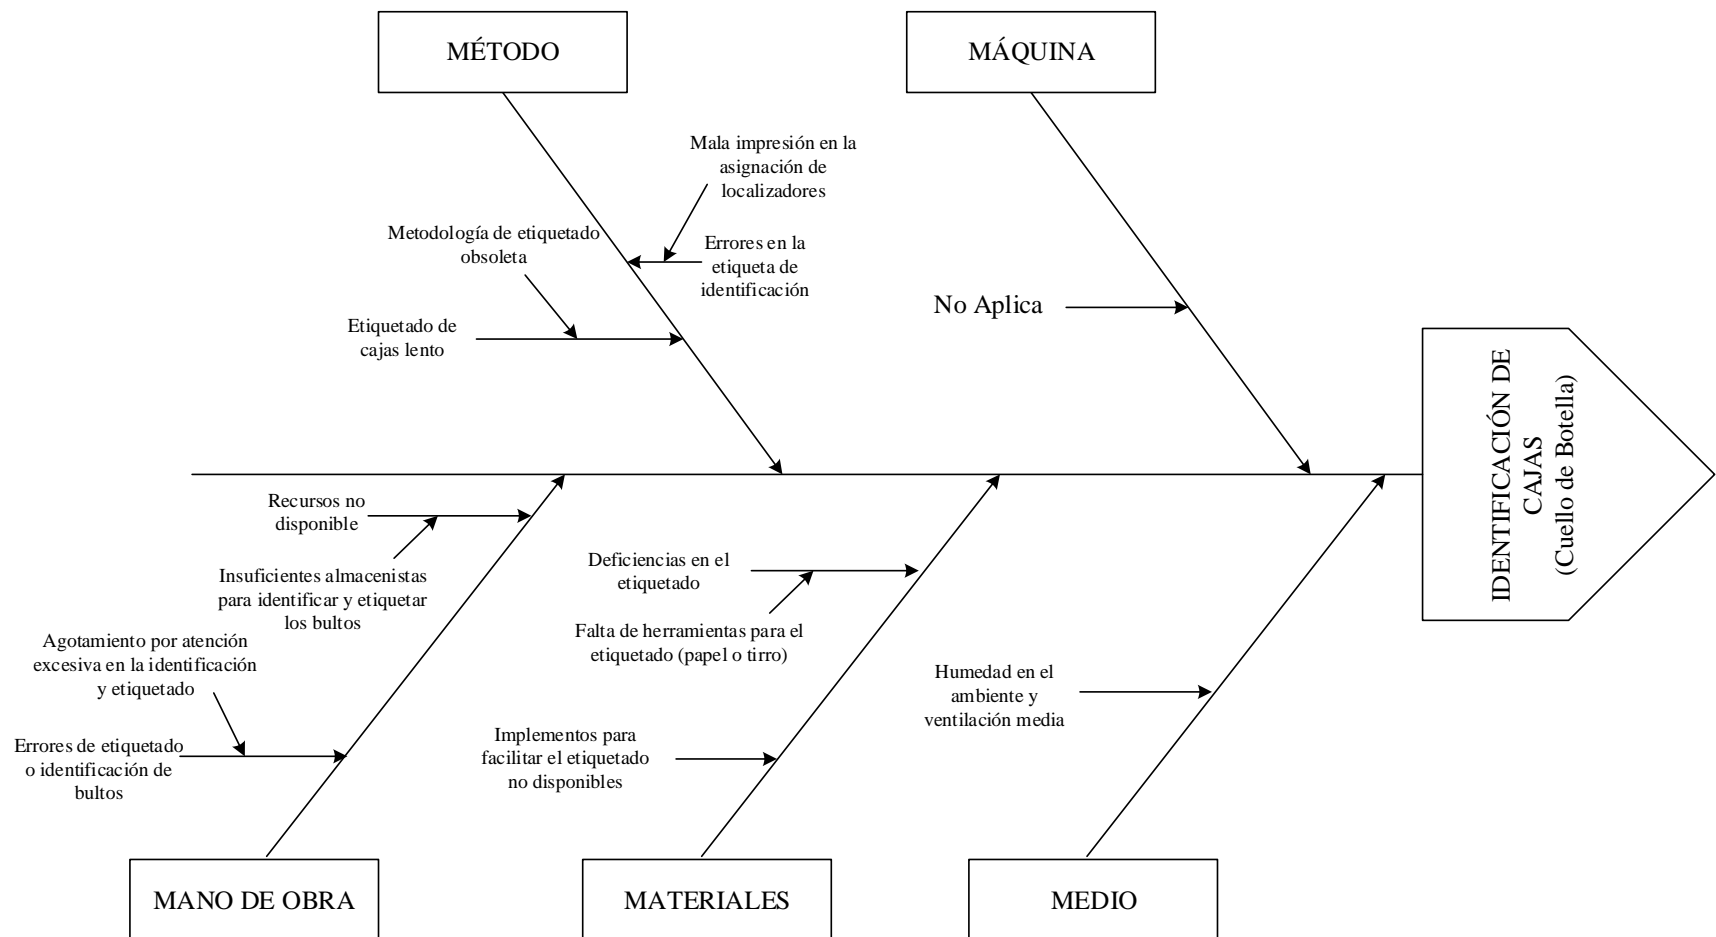 MÉTODO
MÁQUINA
Mala impresión en la
asignación de
localizadores
Metodología de etiquetado
obsoleta
Errores en la
etiqueta de
identificación
No Aplica
Etiquetado de
cajas lento
IDENTIFICACIÓN DE
CAJAS
(Cuello de Botella)
Recursos no
disponible
Insuficientes almacenistas
para identificar y etiquetar
los bultos
Deficiencias en el
etiquetado
Falta de herramientas para el
etiquetado (papel o tirro)
Agotamiento por atención
excesiva en la identificación
y etiquetado
Humedad en el
ambiente y
ventilación media
Errores de etiquetado
o identificación de
bultos
Implementos para
facilitar el etiquetado
no disponibles
MANO DE OBRA
MATERIALES
MEDIO